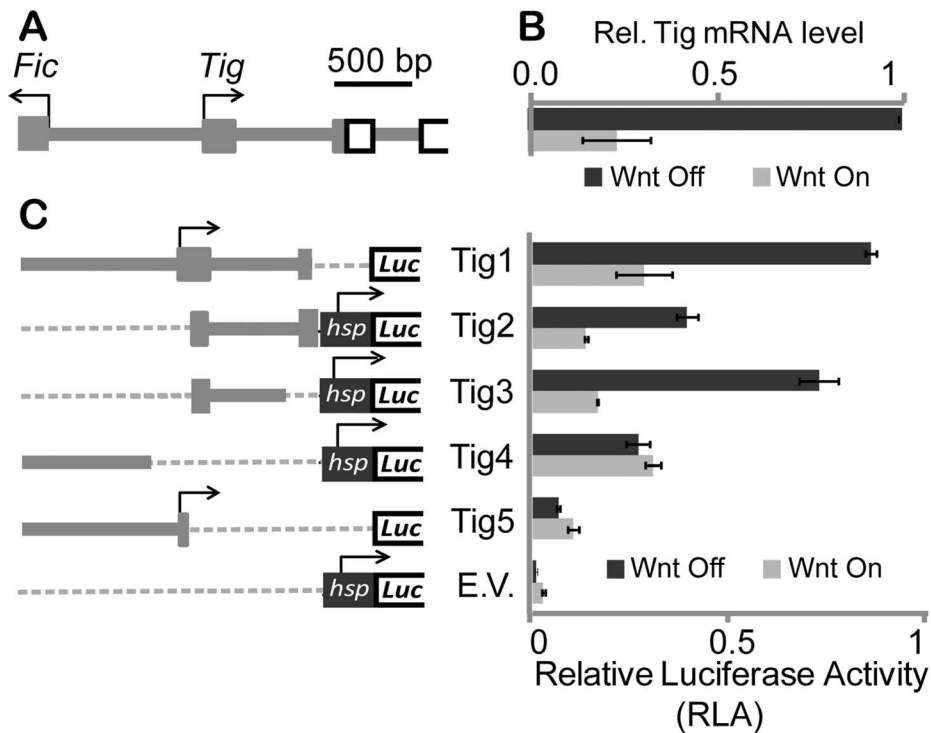 A
B
Fic
Tig
500 bp
Rel. Tig mRNA level
0.0
0.5
1
Wnt Off
Wnt On
C
Luc
Tig1
hsp
Luc
Tig2
hsp
Luc
Tig3
hsp
Luc
Tig4
Luc
Tig5
hsp
Luc
E.V.
Wnt Off
Wnt On
0
0.5
1
Relative Luciferase Activity
(RLA)